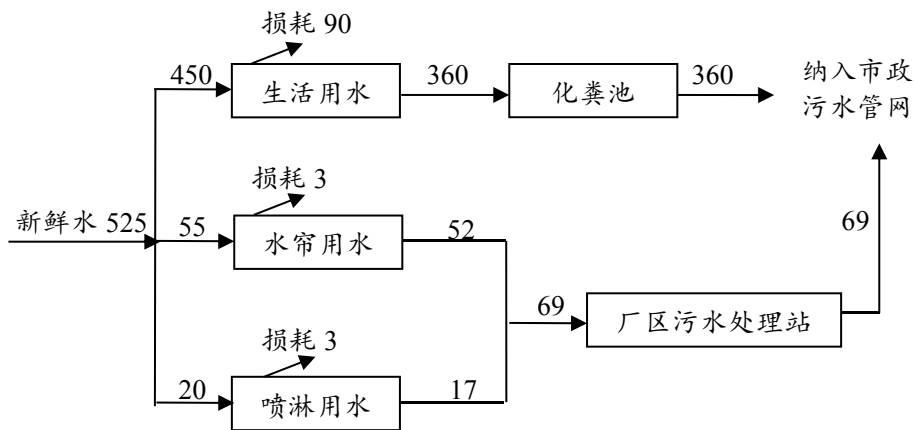 损耗 90
450
生活用水
360
化粪池
360
纳入市政
污水管网
损耗 3
新鲜水 525
55
水帘用水
52
69
69
厂区污水处理站
损耗 3
20
喷淋用水
17